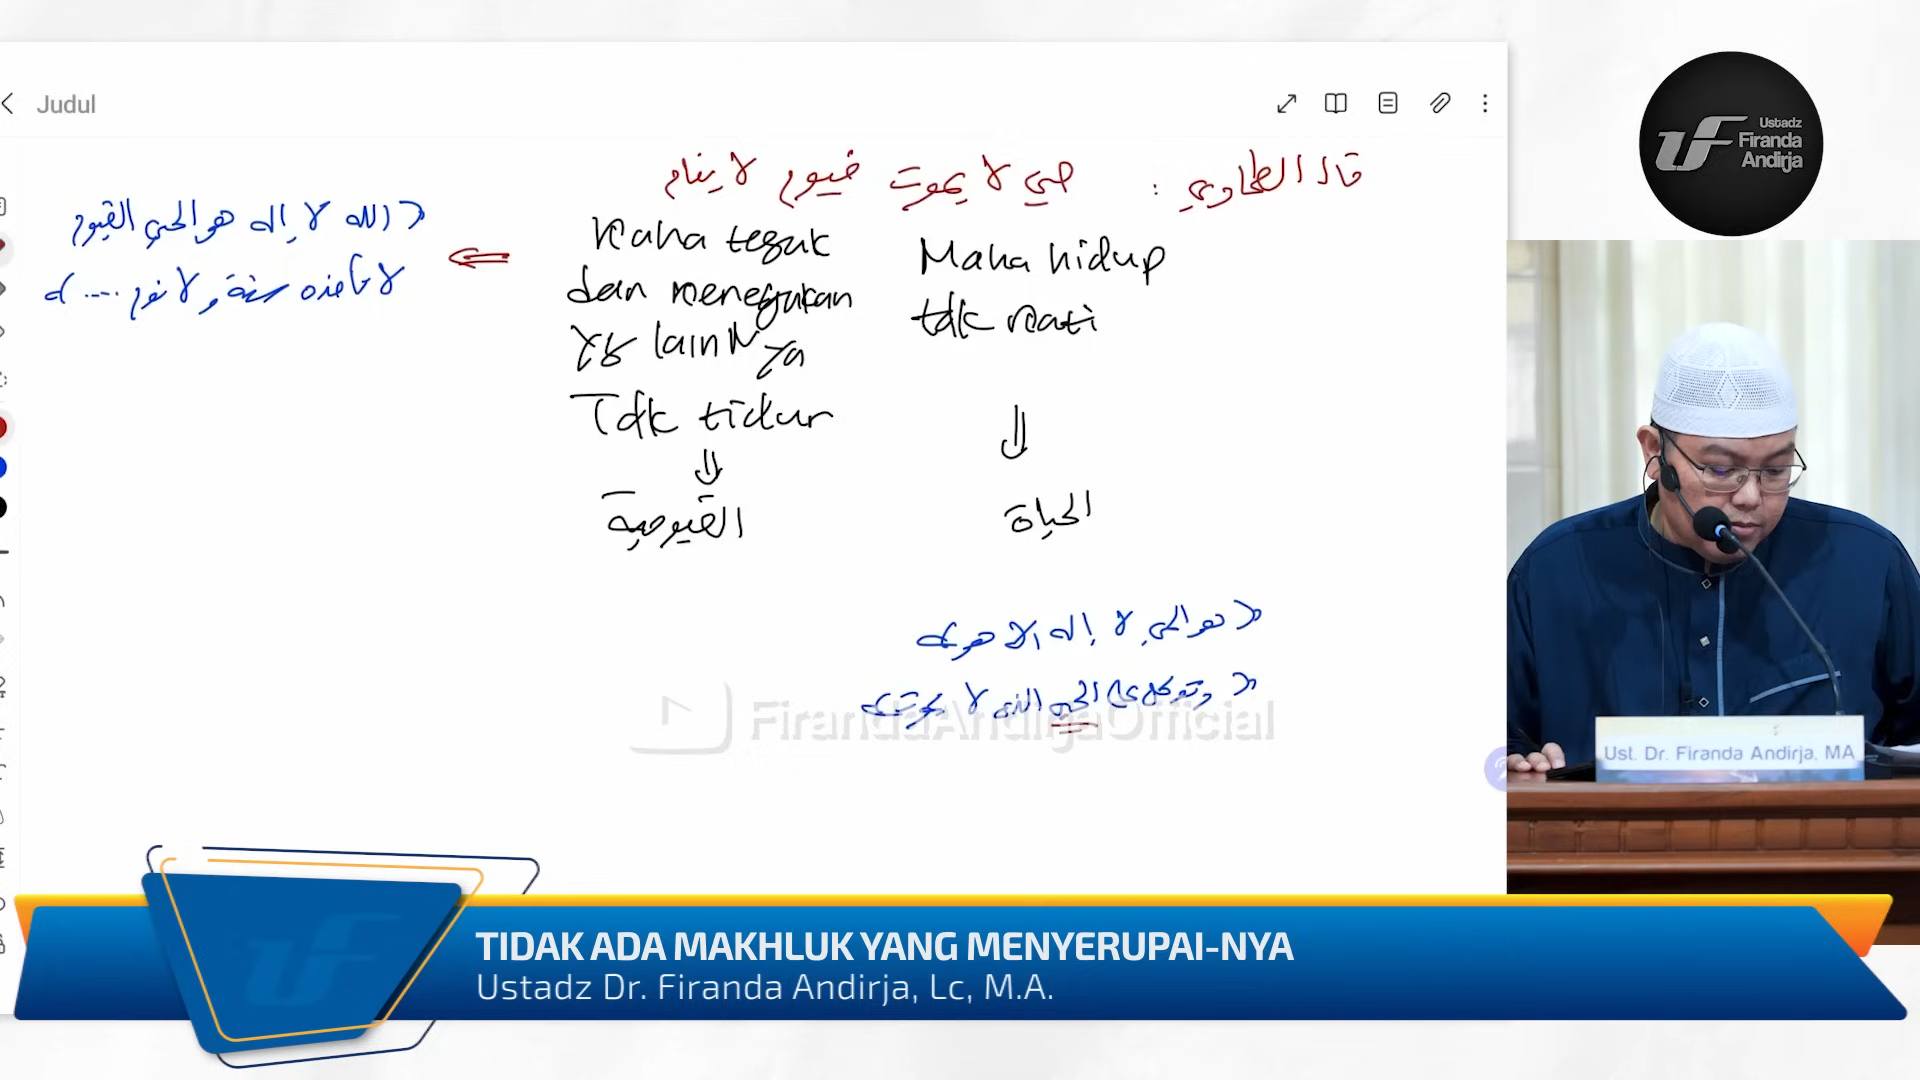 Judul
Ustadz
Firanda
Andirja
قال الطحاوي : حي لا يموت قيوم لا ينام
Maha hidup
tdk mati
الحياة
Maha teguk
dan menegukan
yg lainNya
Tdk tidur
القيومية
﴿ الله لا إله هو الحي القيوم
لا تأخذه سنة ولا نوم .... ﴾
﴿ هو الحي لا إله إلا هو ﴾
﴿ وتوكل على الحي الذي لا يموت ﴾
FirandaAndirjaOfficial
Ust. Dr. Firanda Andirja, MA
TIDAK ADA MAKHLUK YANG MENYERUPAI-NYA
Ustadz Dr. Firanda Andirja, Lc, M.A.